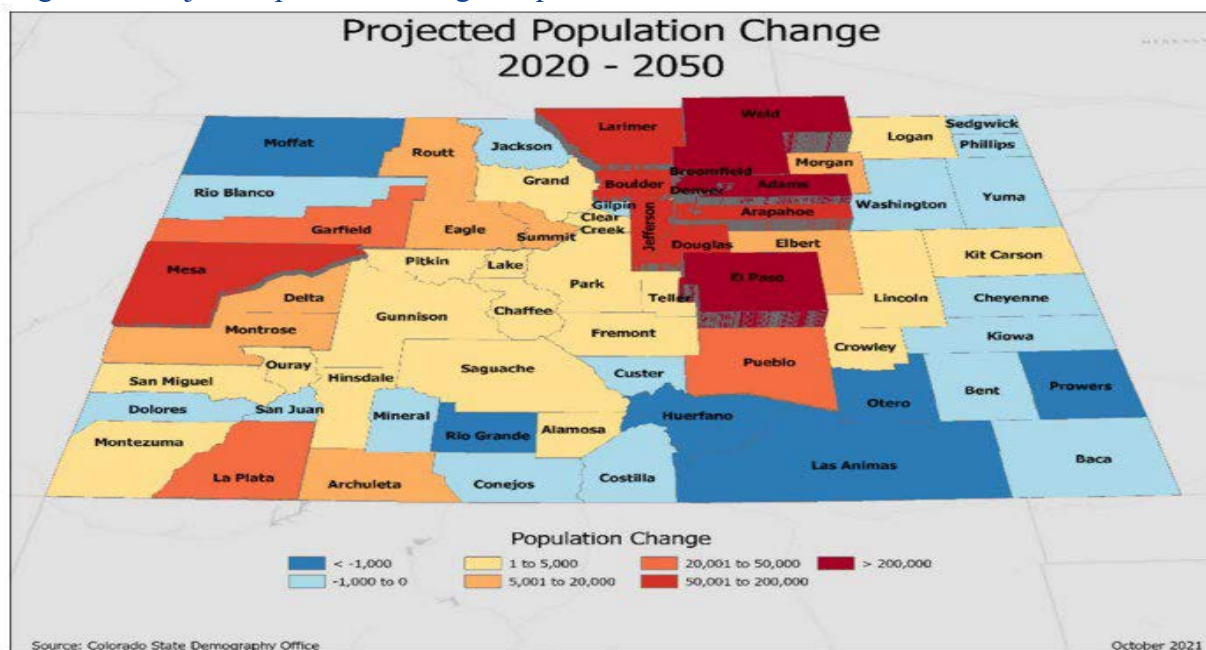 Projected Population Change
2020 - 2050
Moffat
Routt
Jackson
Larimer
Weld
Logan
Sedgwick
Phillips
Rio Blanco
Grand
Boulder
Broomfield
Morgan
Gilpin
Denver
Adams
Washington
Yuma
Garfield
Eagle
Summit
Clear
Creek
Jefferson
Arapahoe
Mesa
Pitkin
Lake
Park
Douglas
Elbert
Kit Carson
Delta
Gunnison
Chaffee
Teller
El Paso
Lincoln
Cheyenne
Montrose
Fremont
Kiowa
Ouray
Crowley
San Miguel
Hinsdale
Saguache
Custer
Pueblo
Bent
Prowers
Dolores
San Juan
Mineral
Huerfano
Otero
Montezuma
Rio Grande
Alamosa
La Plata
Archuleta
Conejos
Costilla
Las Animas
Baca
Population Change
< -1,000
1 to 5,000
20,001 to 50,000
> 200,000
-1,000 to 0
5,001 to 20,000
50,001 to 200,000
Source: Colorado State Demography Office
October 2021